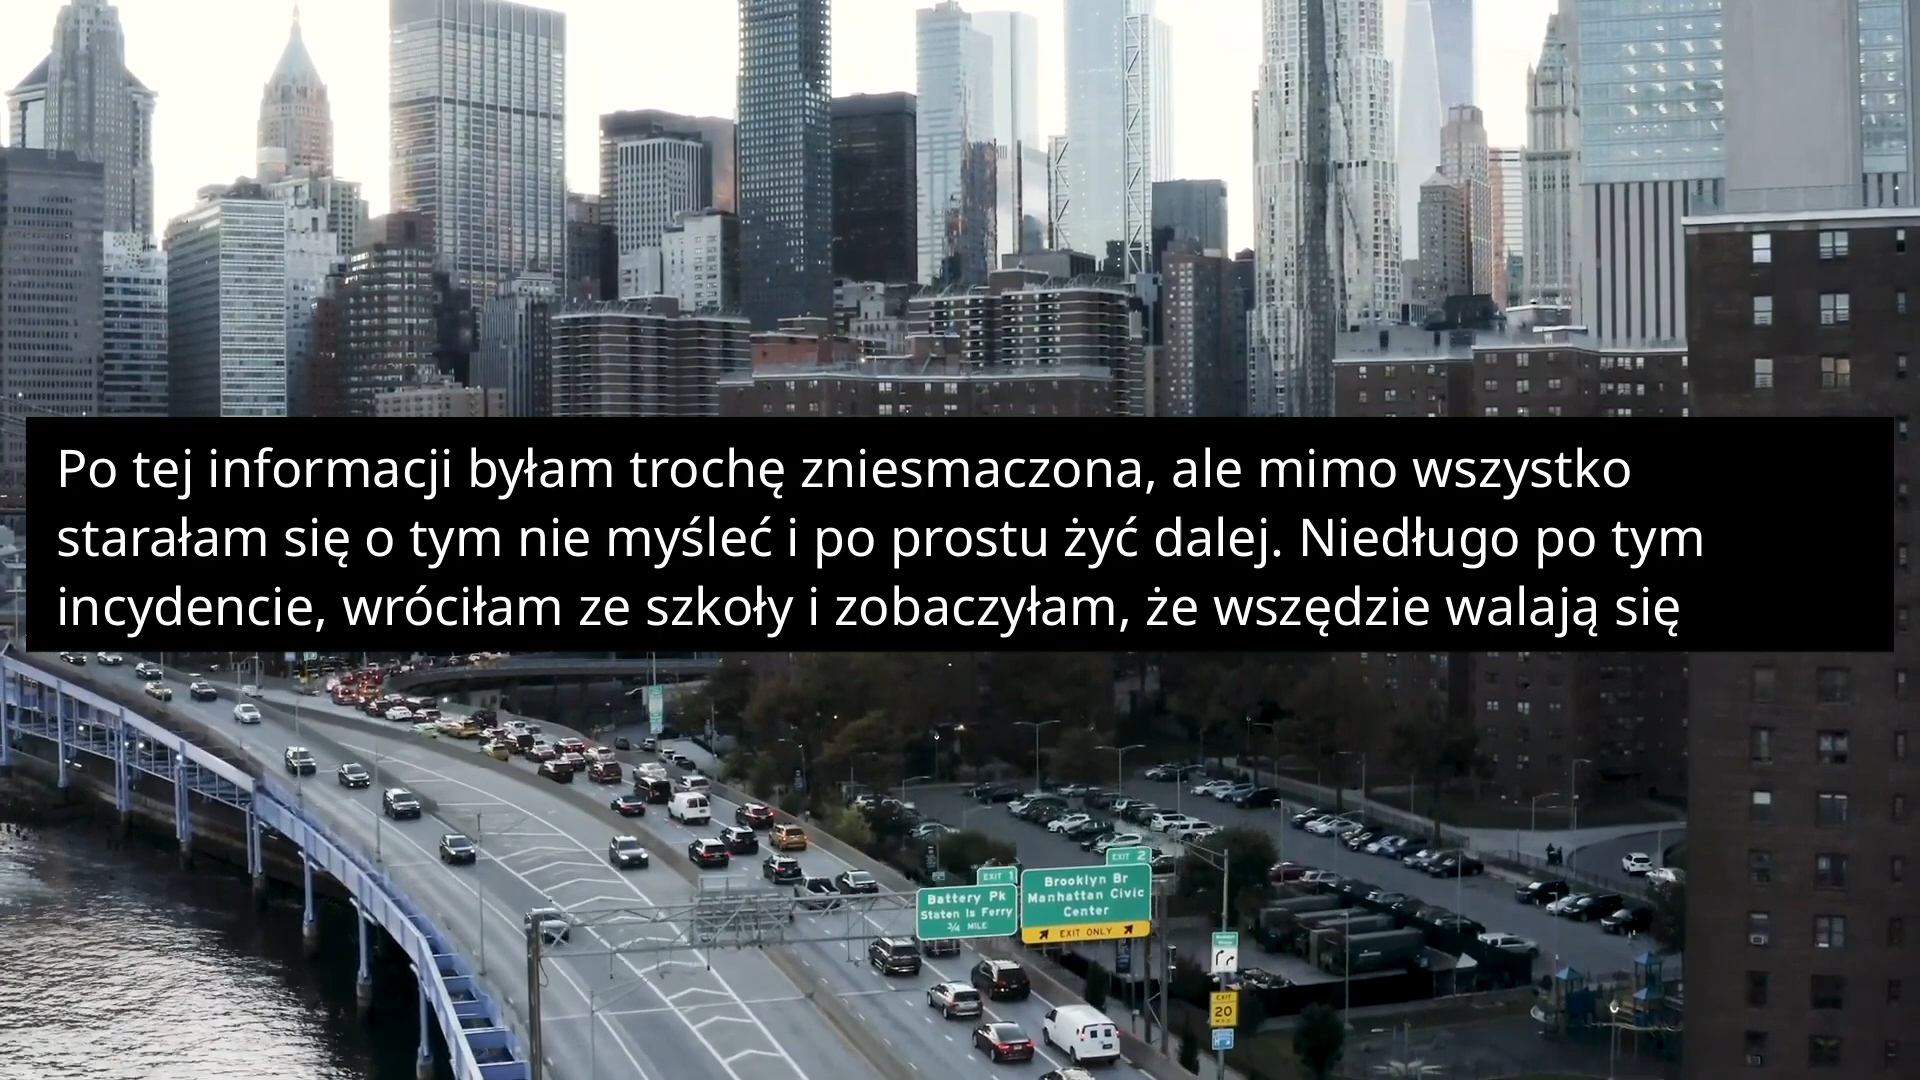 Po tej informacji byłam trochę zniesmaczona, ale mimo wszystko
starałam się o tym nie myśleć i po prostu żyć dalej. Niedługo po tym
incydencie, wróciłam ze szkoły i zobaczyłam, że wszędzie walają się
EXIT 2
EXIT 1
Brooklyn Br
Manhattan Civic
Center
EXIT ONLY
Battery Pk
Staten Is Ferry
3/4 MILE
EXIT
20